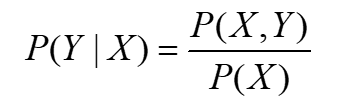 P(Y | X) = P(X, Y) / P(X)